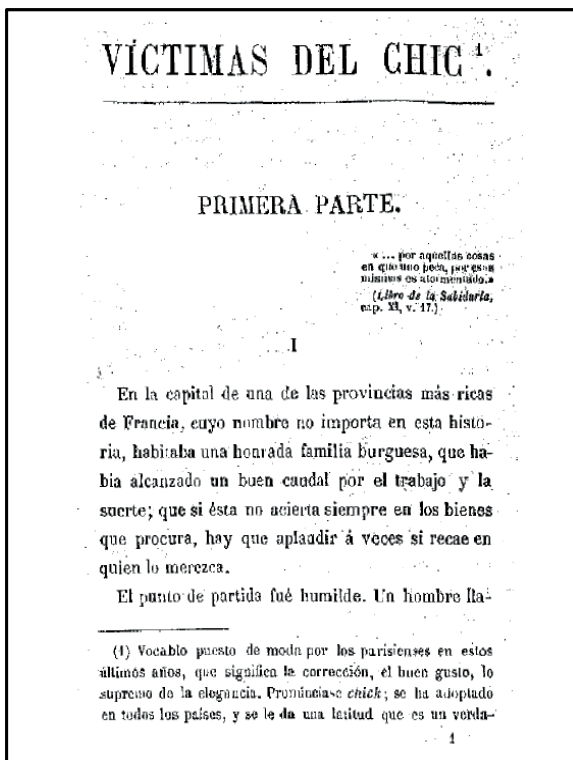 VÍCTIMAS DEL CHIC ¹.
PRIMERA PARTE.
« ... por aquellas cosas
en que uno peca, por esas
mismas es atormentado.»
(Libro de la Sabiduría,
cap. XI, v. 17.)
I
En la capital de una de las provincias más ricas
de Francia, cuyo nombre no importa en esta histo-
ria, habitaba una honrada familia burguesa, que ha-
bia alcanzado un buen caudal por el trabajo y la
suerte; que si ésta no acierta siempre en los bienes
que procura, hay que aplaudir á veces si recae en
quien lo merezca.
El punto de partida fué humilde. Un hombre lla-
(1) Vocablo puesto de moda por los parisienses en estos
últimos años, que significa la corrección, el buen gusto, lo
supremo de la elegancia. Pronúnciase chick; se ha adoptado
en todos los países, y se le da una latitud que es un verda-
1